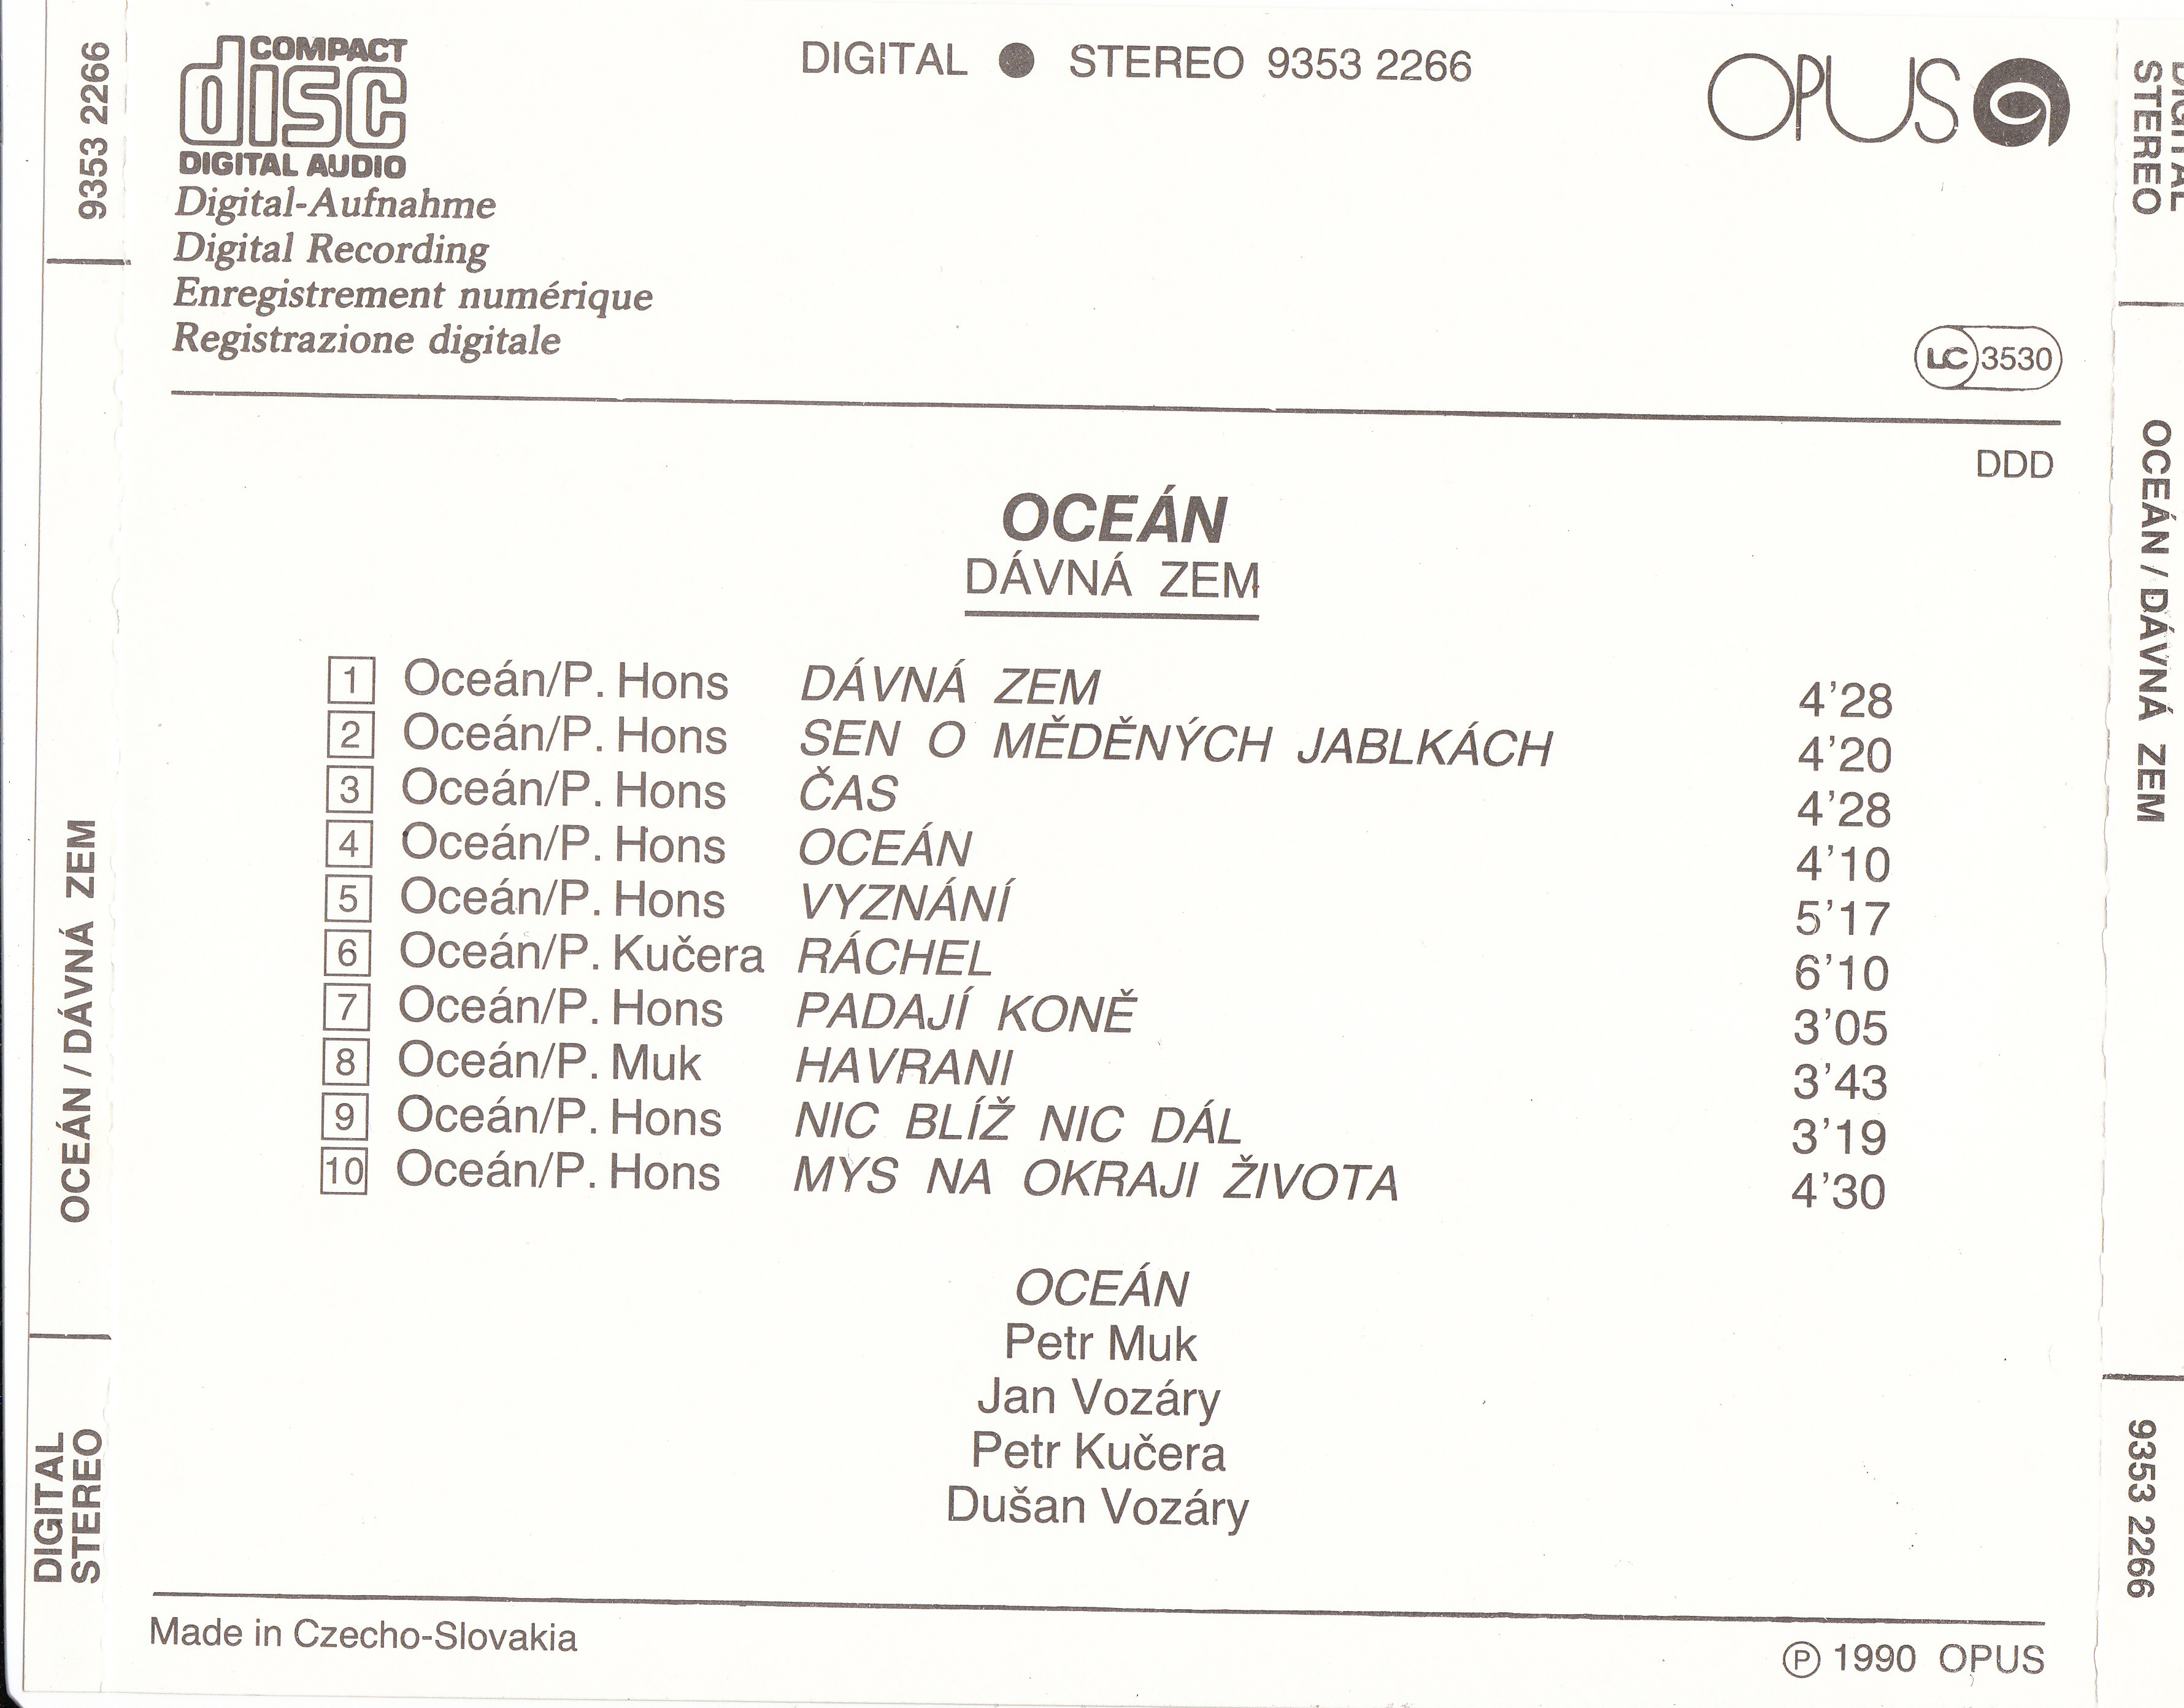 COMPACT
disc
DIGITAL AUDIO
DIGITAL ● STEREO 9353 2266
OPUS
Digital-Aufnahme
Digital Recording
Enregistrement numérique
Registrazione digitale
LC 3530
DDD
OCEÁN
DÁVNÁ ZEM
1 Oceán/P. Hons DÁVNÁ ZEM 4'28
2 Oceán/P. Hons SEN O MĚDĚNÝCH JABLKÁCH 4'20
3 Oceán/P. Hons ČAS 4'28
4 Oceán/P. Hons OCEÁN 4'10
5 Oceán/P. Hons VYZNÁNÍ 5'17
6 Oceán/P. Kučera RÁCHEL 6'10
7 Oceán/P. Hons PADAJÍ KONĚ 3'05
8 Oceán/P. Muk HAVRANI 3'43
9 Oceán/P. Hons NIC BLÍŽ NIC DÁL 3'19
10 Oceán/P. Hons MYS NA OKRAJI ŽIVOTA 4'30
OCEÁN
Petr Muk
Jan Vozáry
Petr Kučera
Dušan Vozáry
Made in Czecho-Slovakia
Ⓟ 1990 OPUS
DIGITAL
STEREO
OCEÁN / DÁVNÁ ZEM
9353 2266
DIGITAL
STEREO
OCEÁN / DÁVNÁ ZEM
9353 2266